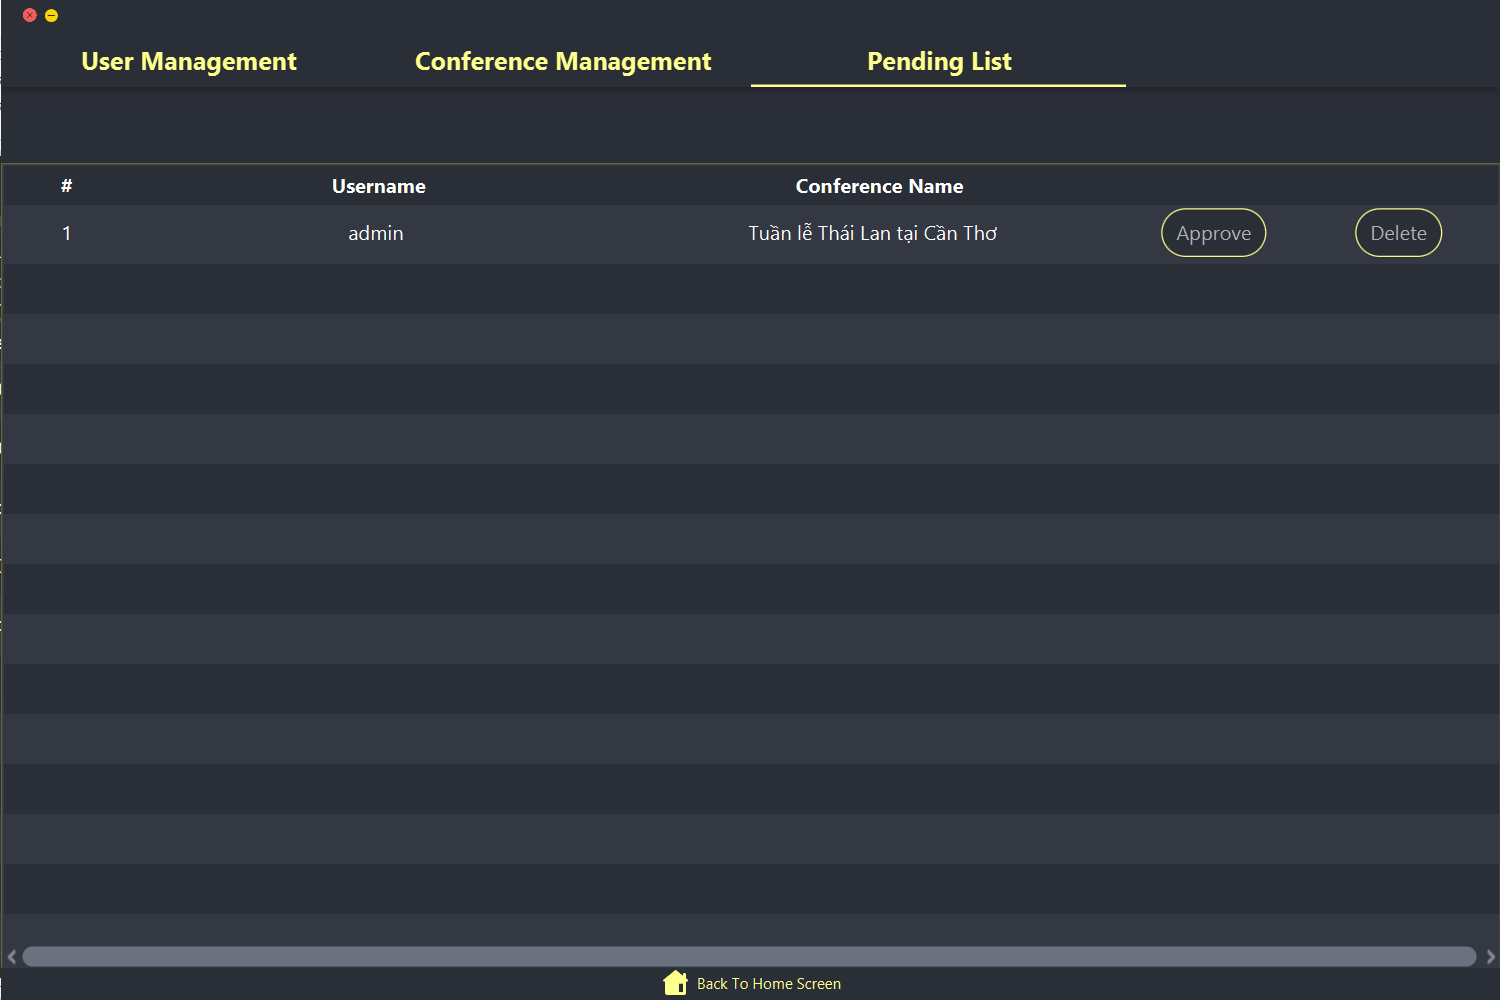 User Management Conference Management Pending List
# Username Conference Name
1 admin Tuần lễ Thái Lan tại Cần Thơ Approve Delete
Back To Home Screen